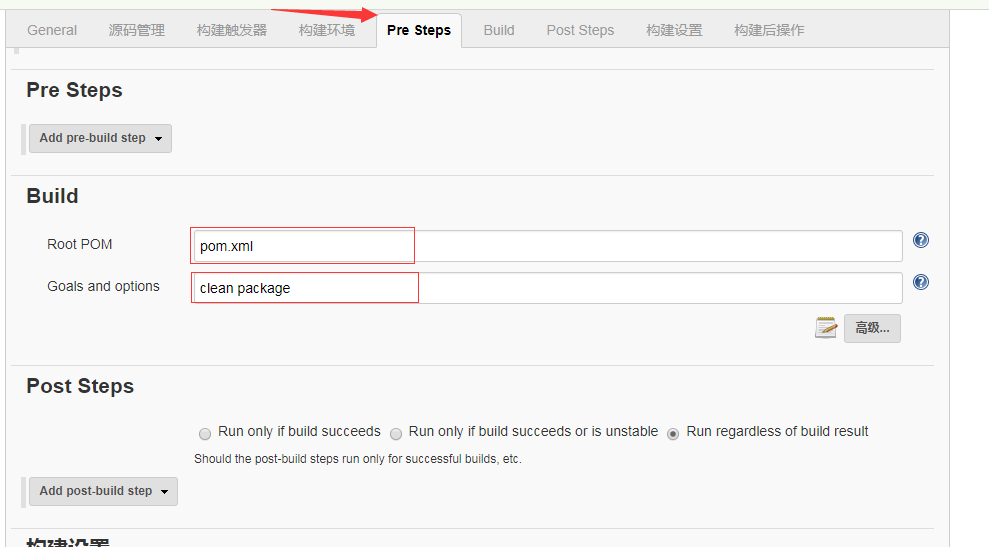 General 源码管理 构建触发器 构建环境 Pre Steps Build Post Steps 构建设置 构建后操作
Pre Steps
Add pre-build step
Build
Root POM pom.xml
Goals and options clean package
高级...
Post Steps
Run only if build succeeds Run only if build succeeds or is unstable Run regardless of build result
Should the post-build steps run only for successful builds, etc.
Add post-build step
构建设置